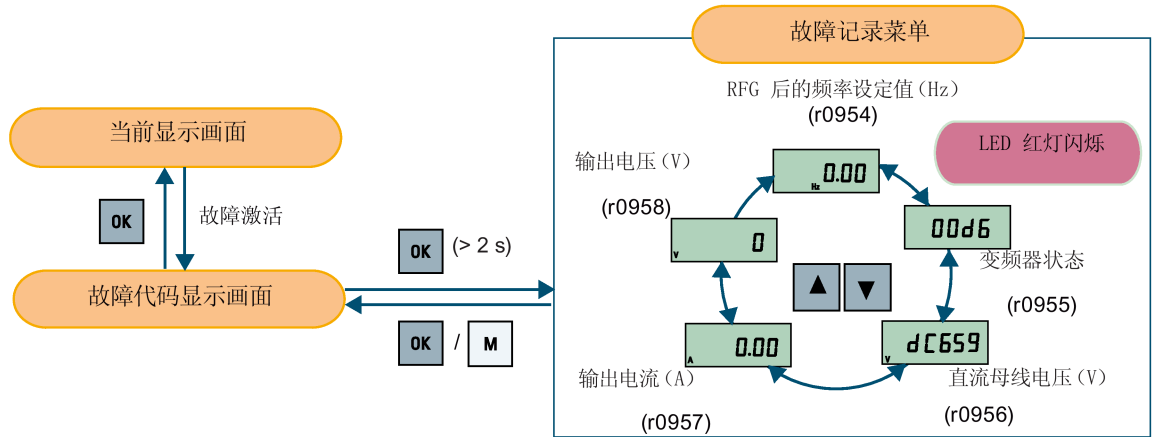 故障记录菜单
RFG 后的频率设定值(Hz)
(r0954)
当前显示画面
LED 红灯闪烁
输出电压(V)
Hz 0.00
OK
故障激活
(r0958)
V 0
00d6
变频器状态
(r0955)
OK (> 2 s)
故障代码显示画面
▲ ▼
OK / M
A 0.00
V dC659
输出电流(A)
直流母线电压(V)
(r0957)
(r0956)